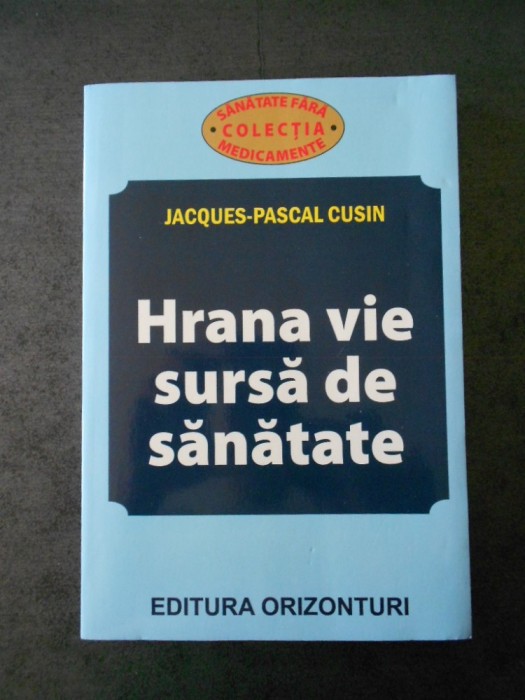 SĂNĂTATE FĂRĂ
• COLECȚIA •
MEDICAMENTE
JACQUES-PASCAL CUSIN
Hrana vie
sursă de
sănătate
EDITURA ORIZONTURI